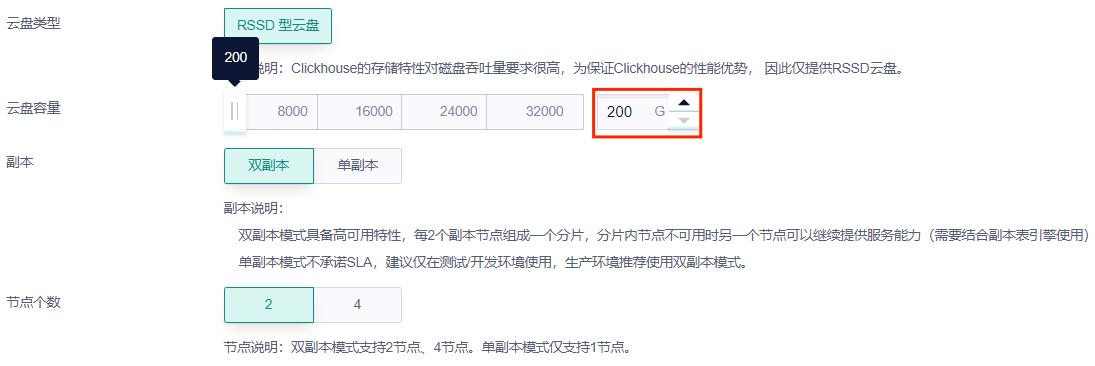 云盘类型
RSSD 型云盘
200
说明：Clickhouse的存储特性对磁盘吞吐量要求很高，为保证Clickhouse的性能优势， 因此仅提供RSSD云盘。
云盘容量
8000 16000 24000 32000 200 G
副本
双副本 单副本
副本说明：
双副本模式具备高可用特性，每2个副本节点组成一个分片，分片内节点不可用时另一个节点可以继续提供服务能力（需要结合副本表引擎使用）
单副本模式不承诺SLA，建议仅在测试/开发环境使用，生产环境推荐使用双副本模式。
节点个数
2 4
节点说明：双副本模式支持2节点、4节点。单副本模式仅支持1节点。